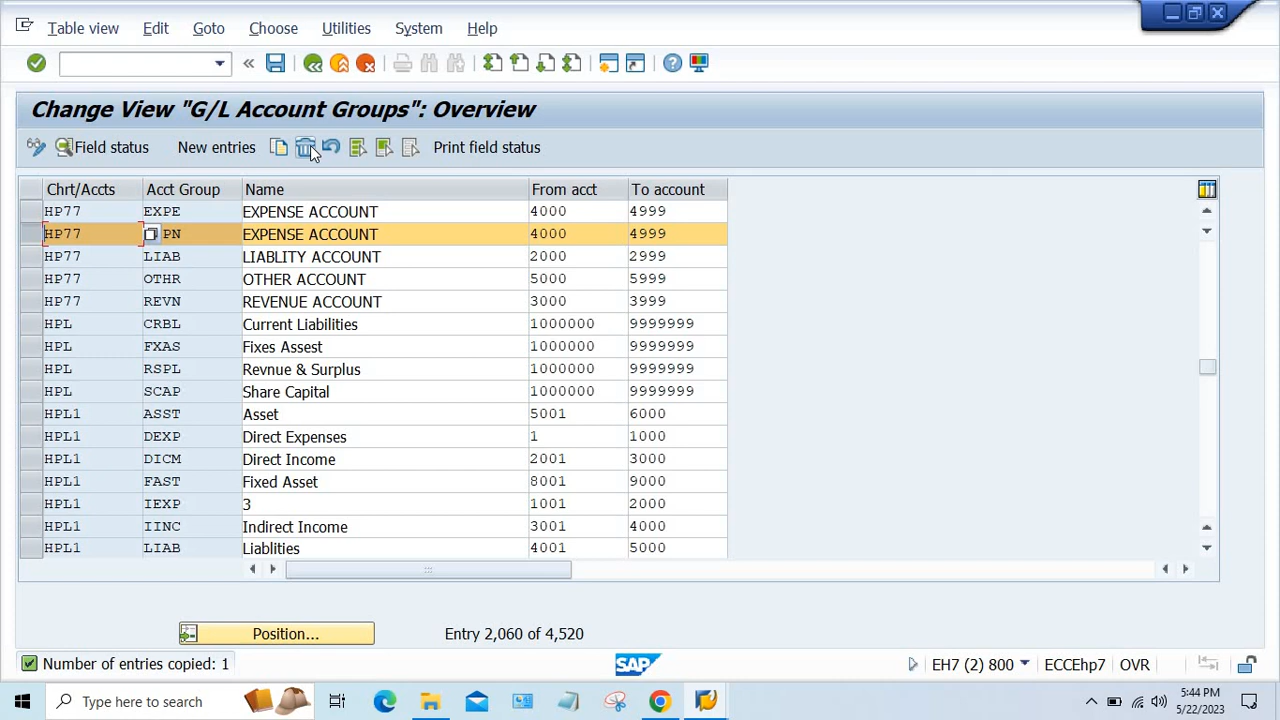 Table view Edit Goto Choose Utilities System Help
Change View "G/L Account Groups": Overview
Field status New entries Print field status
Chrt/Accts Acct Group Name From acct To account
HP77 EXPE EXPENSE ACCOUNT 4000 4999
HP77 PN EXPENSE ACCOUNT 4000 4999
HP77 LIAB LIABLITY ACCOUNT 2000 2999
HP77 OTHR OTHER ACCOUNT 5000 5999
HP77 REVN REVENUE ACCOUNT 3000 3999
HPL CRBL Current Liabilities 1000000 9999999
HPL FXAS Fixes Assest 1000000 9999999
HPL RSPL Revnue & Surplus 1000000 9999999
HPL SCAP Share Capital 1000000 9999999
HPL1 ASST Asset 5001 6000
HPL1 DEXP Direct Expenses 1 1000
HPL1 DICM Direct Income 2001 3000
HPL1 FAST Fixed Asset 8001 9000
HPL1 IEXP 3 1001 2000
HPL1 IINC Indirect Income 3001 4000
HPL1 LIAB Liablities 4001 5000
Position... Entry 2,060 of 4,520
Number of entries copied: 1 SAP EH7 (2) 800 ECCEhp7 OVR
Type here to search
5:44 PM
5/22/2023